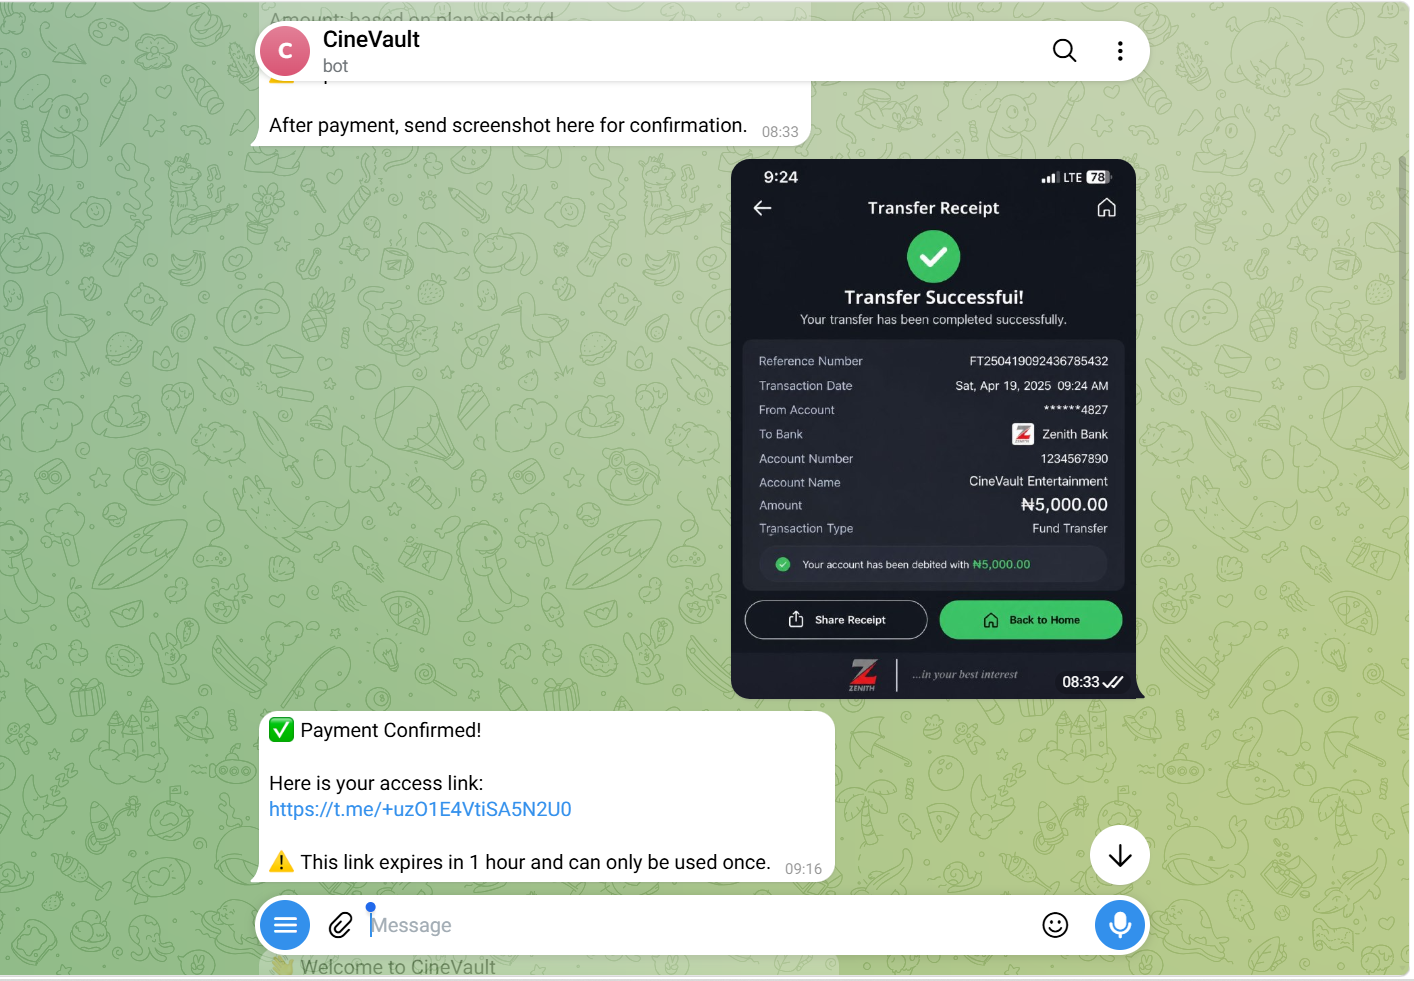 Amount: based on plan selected
C
CineVault
bot
After payment, send screenshot here for confirmation.
08:33
9:24
LTE
78
Transfer Receipt
Transfer Successfui!
Your transfer has been completed successfully.
Reference Number FT250419092436785432
Transaction Date Sat, Apr 19, 2025 09:24 AM
From Account ******4827
To Bank Zenith Bank
Account Number 1234567890
Account Name CineVault Entertainment
Amount ₦5,000.00
Transaction Type Fund Transfer
Your account has been debited with ₦5,000.00
Share Receipt
Back to Home
ZENITH
...in your best interest
08:33
✅ Payment Confirmed!
Here is your access link:
https://t.me/+uzO1E4VtiSA5N2U0
⚠️ This link expires in 1 hour and can only be used once.
09:16
Message
👋 Welcome to CineVault